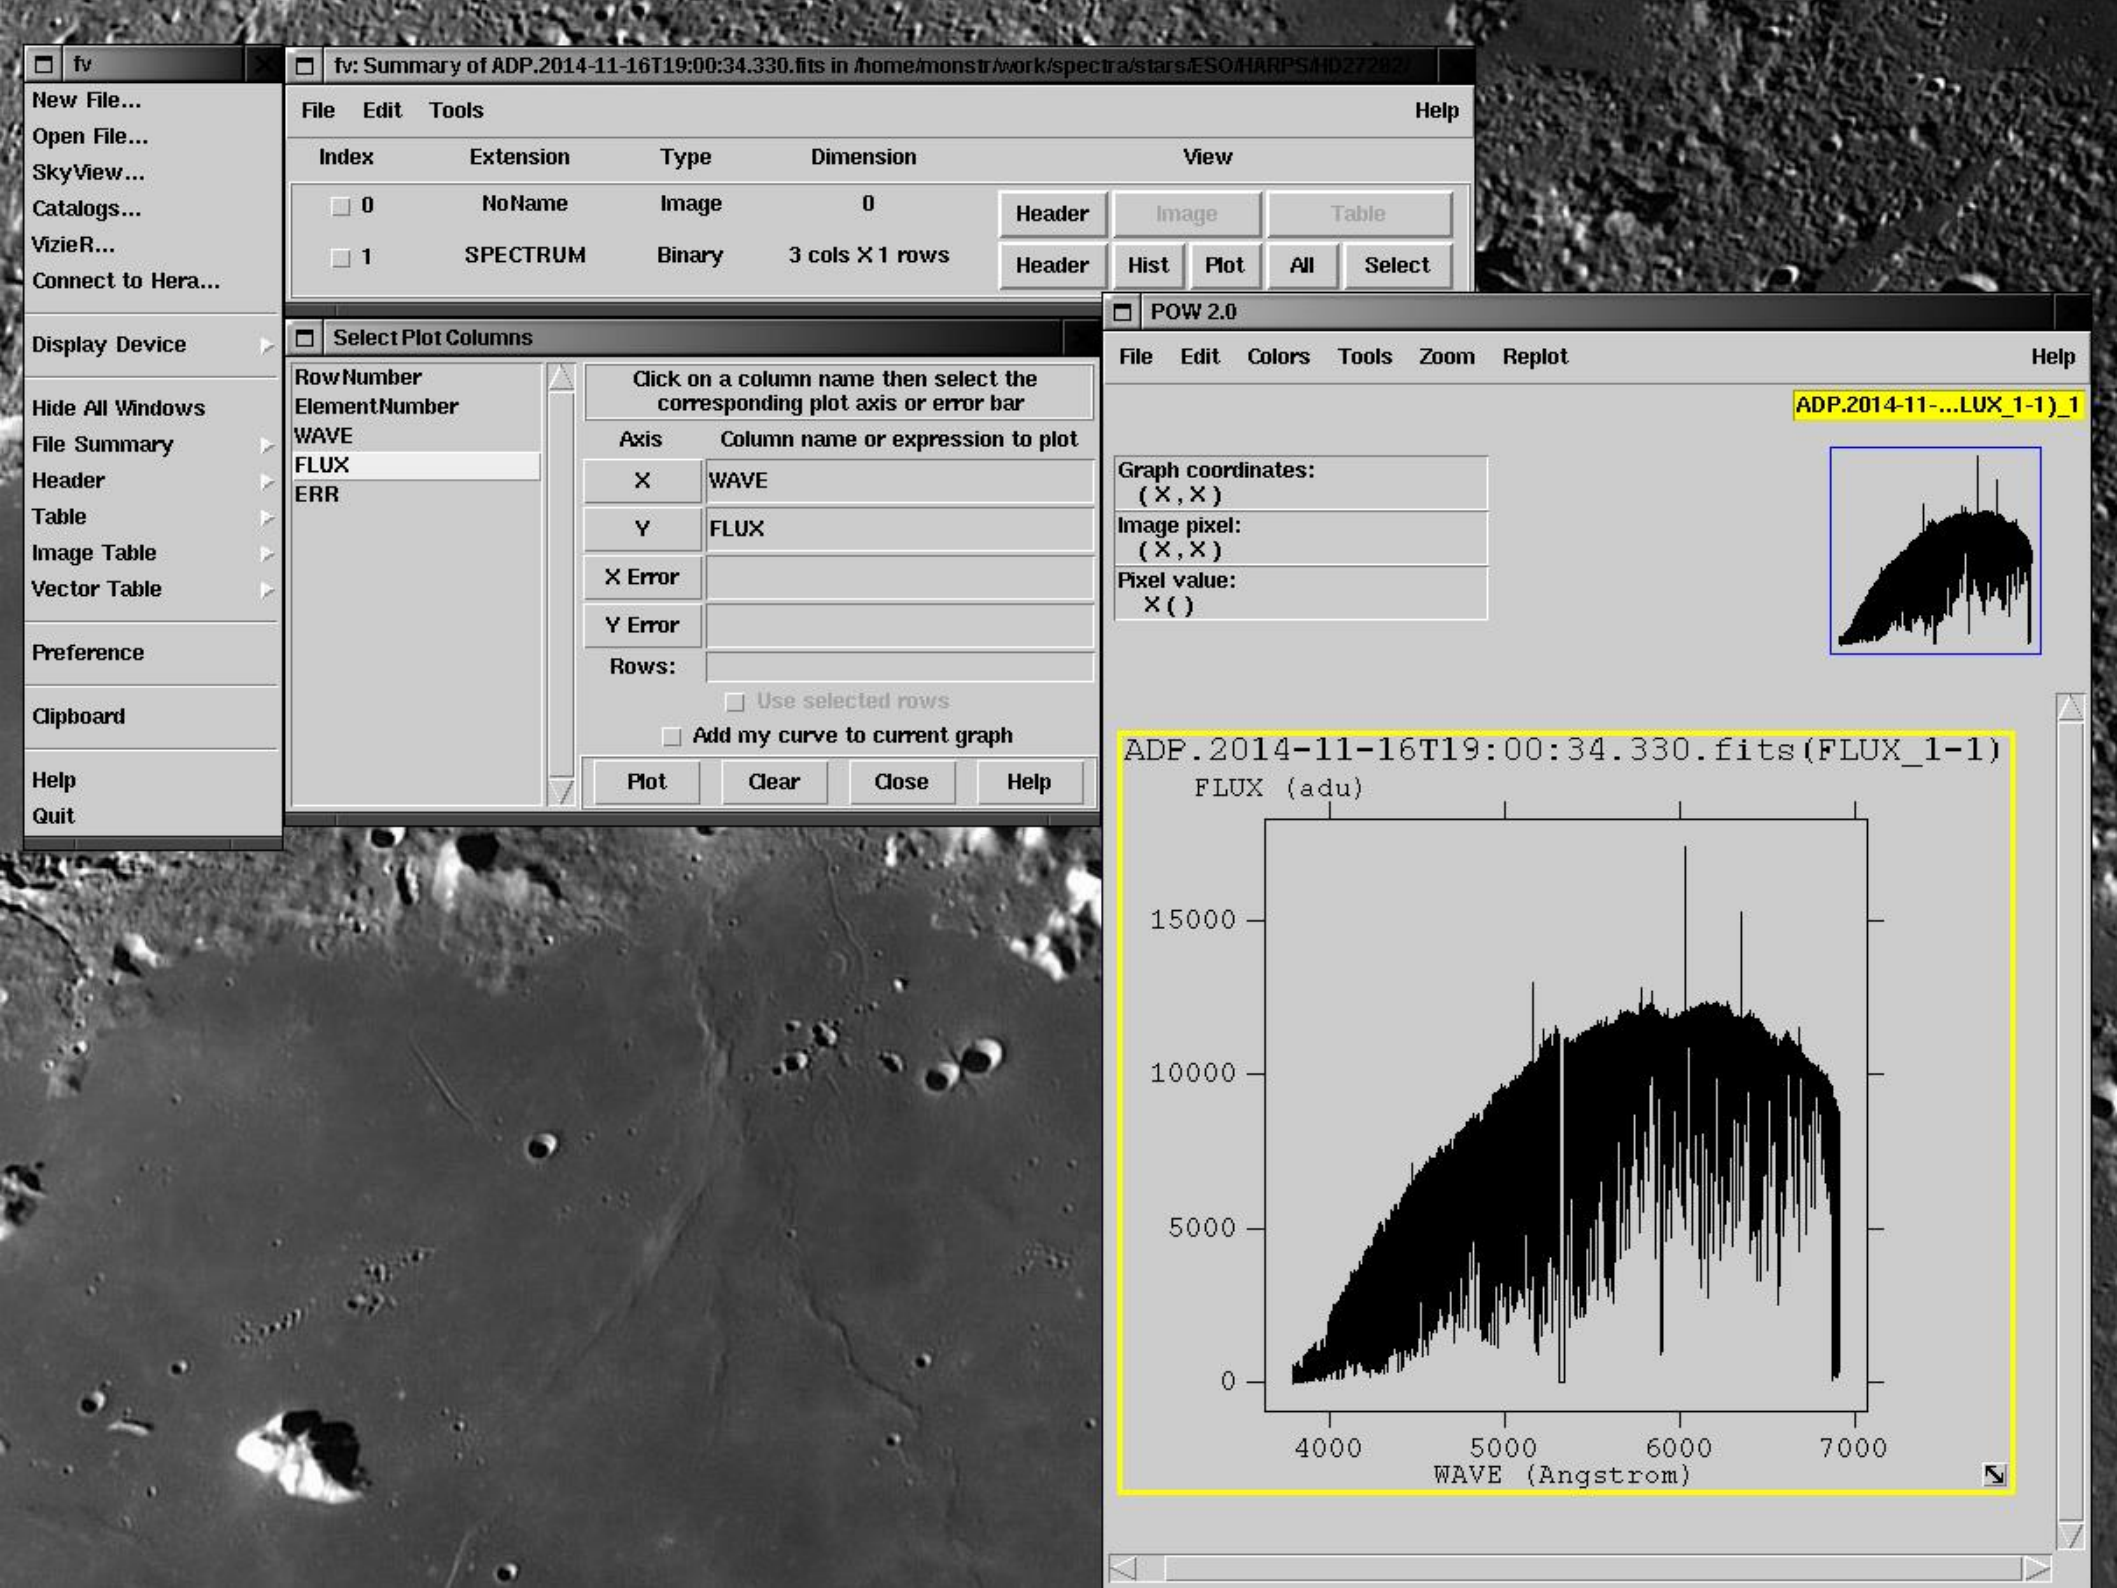 fv
New File...
Open File...
SkyView...
Catalogs...
VizieR...
Connect to Hera...
Display Device
Hide All Windows
File Summary
Header
Table
Image Table
Vector Table
Preference
Clipboard
Help
Quit
fv: Summary of ADP.2014-11-16T19:00:34.330.fits in /home/monstr/work/spectra/stars/ESO/HARPS/HD27282/
File Edit Tools Help
Index Extension Type Dimension View
0 NoName Image 0 Header Image Table
1 SPECTRUM Binary 3 cols X 1 rows Header Hist Plot All Select
Select Plot Columns
RowNumber
ElementNumber
WAVE
FLUX
ERR
Click on a column name then select the
corresponding plot axis or error bar
Axis Column name or expression to plot
X WAVE
Y FLUX
X Error
Y Error
Rows:
Use selected rows
Add my curve to current graph
Plot Clear Close Help
POW 2.0
File Edit Colors Tools Zoom Replot Help
ADP.2014-11-...LUX_1-1)_1
Graph coordinates:
(X,X)
Image pixel:
(X,X)
Pixel value:
X()
ADP.2014-11-16T19:00:34.330.fits(FLUX_1-1)
FLUX (adu)
15000
10000
5000
0
4000 5000 6000 7000
WAVE (Angstrom)